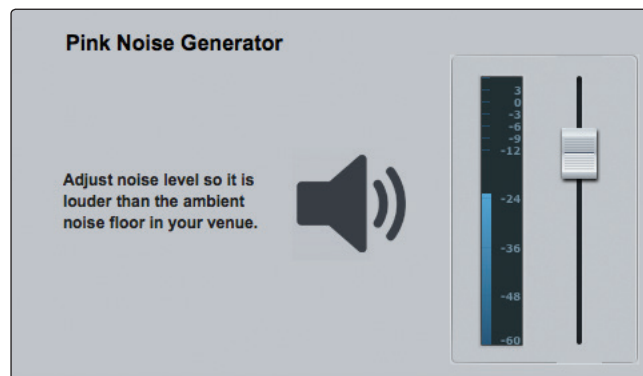 Pink Noise Generator
Adjust noise level so it is
louder than the ambient
noise floor in your venue.
3
0
-3
-6
-9
-12
-24
-36
-48
-60